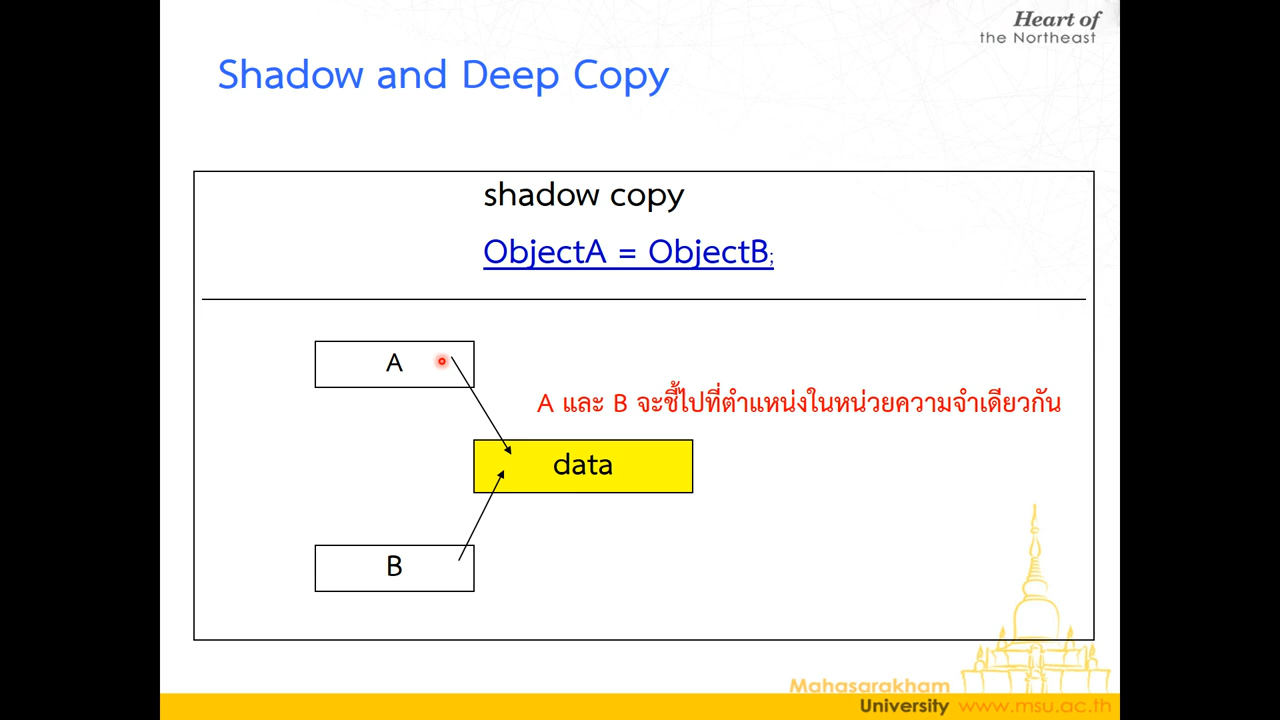 Heart of
the Northeast
Shadow and Deep Copy
shadow copy
ObjectA = ObjectB;
A
A และ B จะชี้ไปที่ตำแหน่งในหน่วยความจำเดียวกัน
data
B
Mahasarakham
University www.msu.ac.th